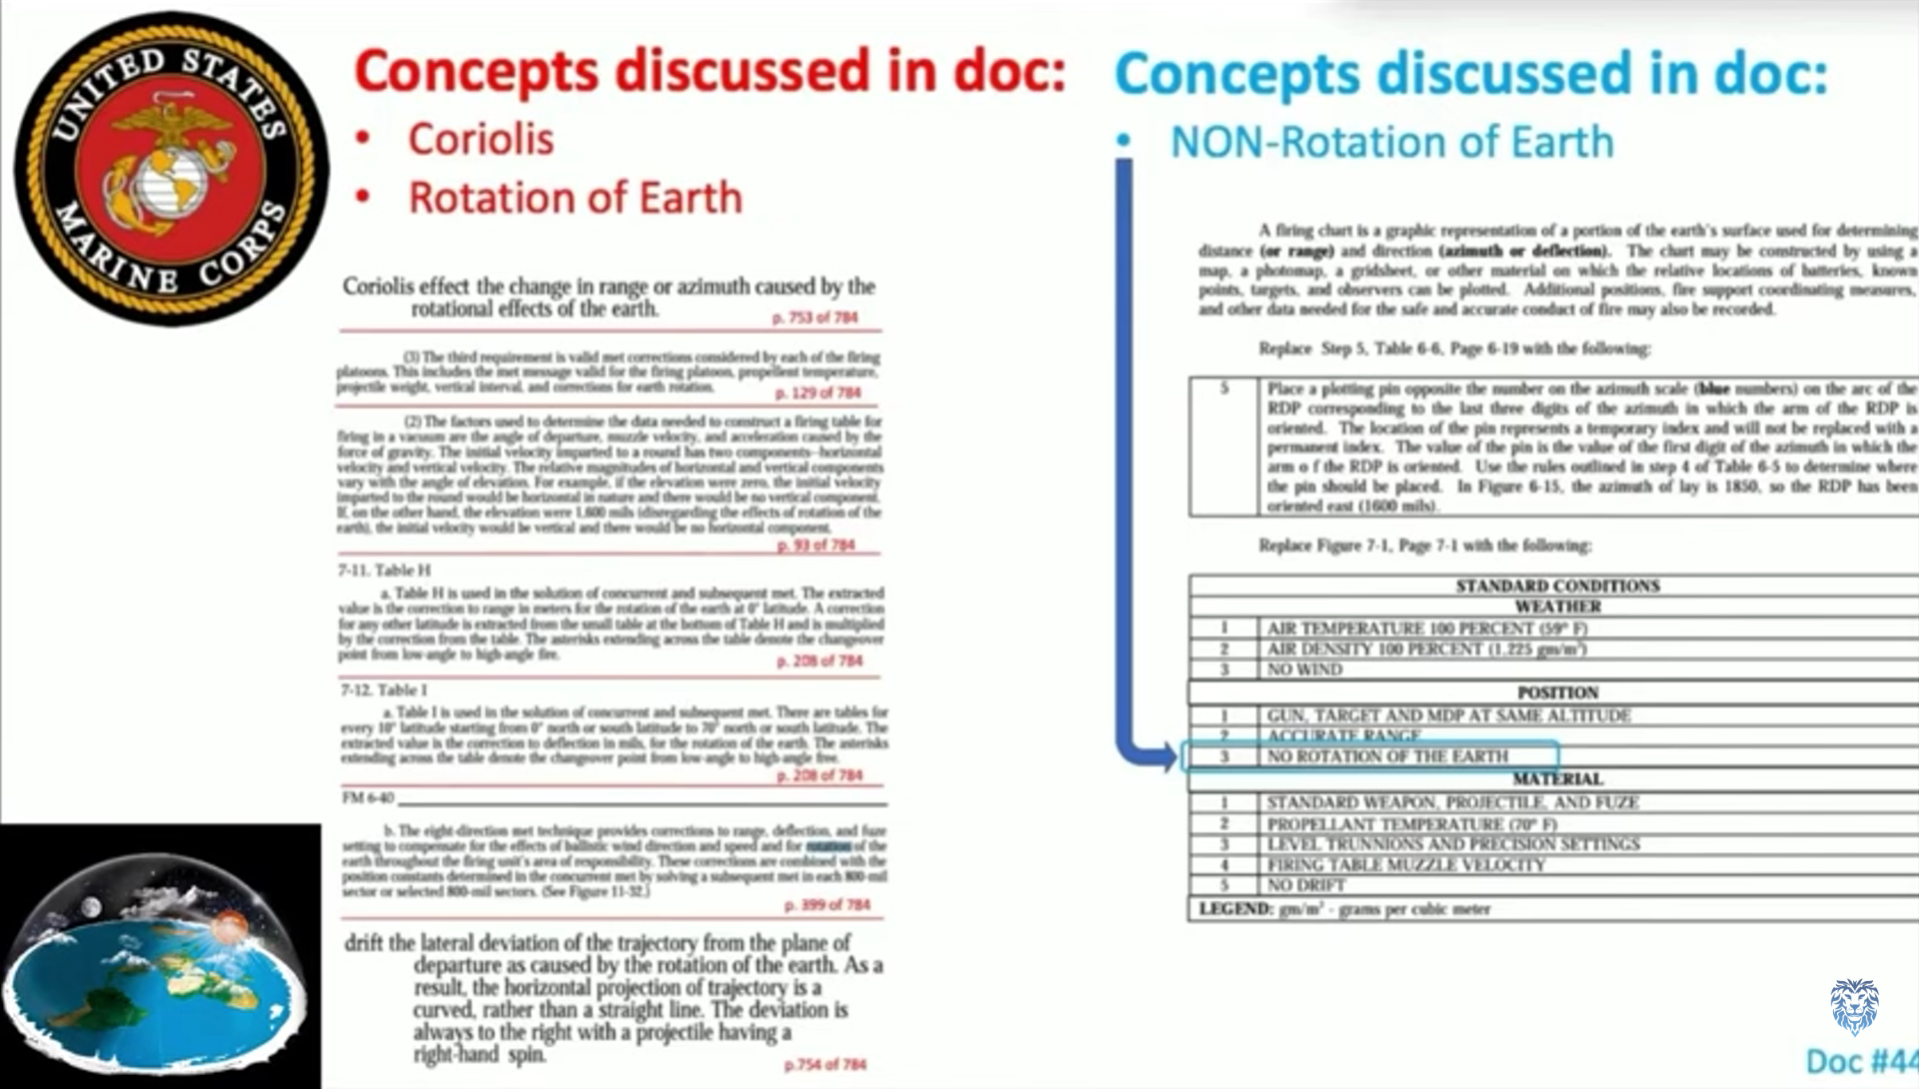 UNITED STATES
MARINE CORPS
Concepts discussed in doc:
• Coriolis
• Rotation of Earth
Coriolis effect the change in range or azimuth caused by the
rotational effects of the earth.
p. 753 of 784
(3) The third requirement is valid met corrections considered by each of the firing
platoons. This includes the met message valid for the firing platoon, propellent temperature,
projectile weight, vertical interval, and corrections for earth rotation.
p. 129 of 784
(2) The factors used to determine the data needed to construct a firing table for
firing in a vacuum are the angle of departure, muzzle velocity, and acceleration caused by the
force of gravity. The initial velocity imparted to a round has two components--horizontal
velocity and vertical velocity. The relative magnitudes of horizontal and vertical components
vary with the angle of elevation. For example, if the elevation were zero, the initial velocity
imparted to the round would be horizontal in nature and there would be no vertical component.
If, on the other hand, the elevation were 1,600 mils (disregarding the effects of rotation of the
earth), the initial velocity would be vertical and there would be no horizontal component.
p. 93 of 784
7-11. Table H
a. Table H is used in the solution of concurrent and subsequent met. The extracted
value is the correction to range in meters for the rotation of the earth at 0° latitude. A correction
for any other latitude is extracted from the small table at the bottom of Table H and is multiplied
by the correction from the table. The asterisks extending across the table denote the changeover
point from low-angle to high-angle fire.
p. 208 of 784
7-12. Table I
a. Table I is used in the solution of concurrent and subsequent met. There are tables for
every 10° latitude starting from 0° north or south latitude to 70° north or south latitude. The
extracted value is the correction to deflection in mils, for the rotation of the earth. The asterisks
extending across the table denote the changeover point from low-angle to high-angle fire.
p. 208 of 784
FM 6-40
b. The eight-direction met technique provides corrections to range, deflection, and fuze
setting to compensate for the effects of ballistic wind direction and speed and for rotation of the
earth throughout the firing unit's area of responsibility. These corrections are combined with the
position constants determined in the concurrent met by solving a subsequent met in each 800-mil
sector or selected 800-mil sectors. (See Figure 11-32.)
p. 399 of 784
drift the lateral deviation of the trajectory from the plane of
departure as caused by the rotation of the earth. As a
result, the horizontal projection of trajectory is a
curved, rather than a straight line. The deviation is
always to the right with a projectile having a
right-hand spin.
p.754 of 784
Concepts discussed in doc:
• NON-Rotation of Earth
A firing chart is a graphic representation of a portion of the earth's surface used for determining
distance (or range) and direction (azimuth or deflection). The chart may be constructed by using a
map, a photomap, a gridsheet, or other material on which the relative locations of batteries, known
points, targets, and observers can be plotted. Additional positions, fire support coordinating measures,
and other data needed for the safe and accurate conduct of fire may also be recorded.
Replace Step 5, Table 6-6, Page 6-19 with the following:
5 Place a plotting pin opposite the number on the azimuth scale (blue numbers) on the arc of the
RDP corresponding to the last three digits of the azimuth in which the arm of the RDP is
oriented. The location of the pin represents a temporary index and will not be replaced with a
permanent index. The value of the pin is the value of the first digit of the azimuth in which the
arm o f the RDP is oriented. Use the rules outlined in step 4 of Table 6-5 to determine where
the pin should be placed. In Figure 6-15, the azimuth of lay is 1850, so the RDP has been
oriented east (1600 mils).
Replace Figure 7-1, Page 7-1 with the following:
STANDARD CONDITIONS
WEATHER
1 AIR TEMPERATURE 100 PERCENT (59° F)
2 AIR DENSITY 100 PERCENT (1,225 gm/m³)
3 NO WIND
POSITION
1 GUN, TARGET AND MDP AT SAME ALTITUDE
2 ACCURATE RANGE
3 NO ROTATION OF THE EARTH
MATERIAL
1 STANDARD WEAPON, PROJECTILE, AND FUZE
2 PROPELLANT TEMPERATURE (70° F)
3 LEVEL TRUNNIONS AND PRECISION SETTINGS
4 FIRING TABLE MUZZLE VELOCITY
5 NO DRIFT
LEGEND: gm/m³ - grams per cubic meter
Doc #44